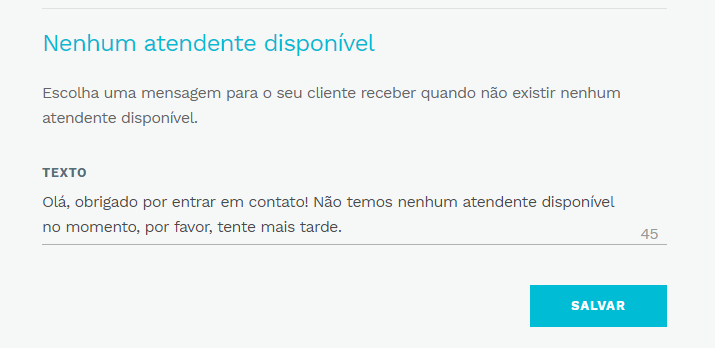 Nenhum atendente disponível
Escolha uma mensagem para o seu cliente receber quando não existir nenhum
atendente disponível.
TEXTO
Olá, obrigado por entrar em contato! Não temos nenhum atendente disponível
no momento, por favor, tente mais tarde.
45
SALVAR